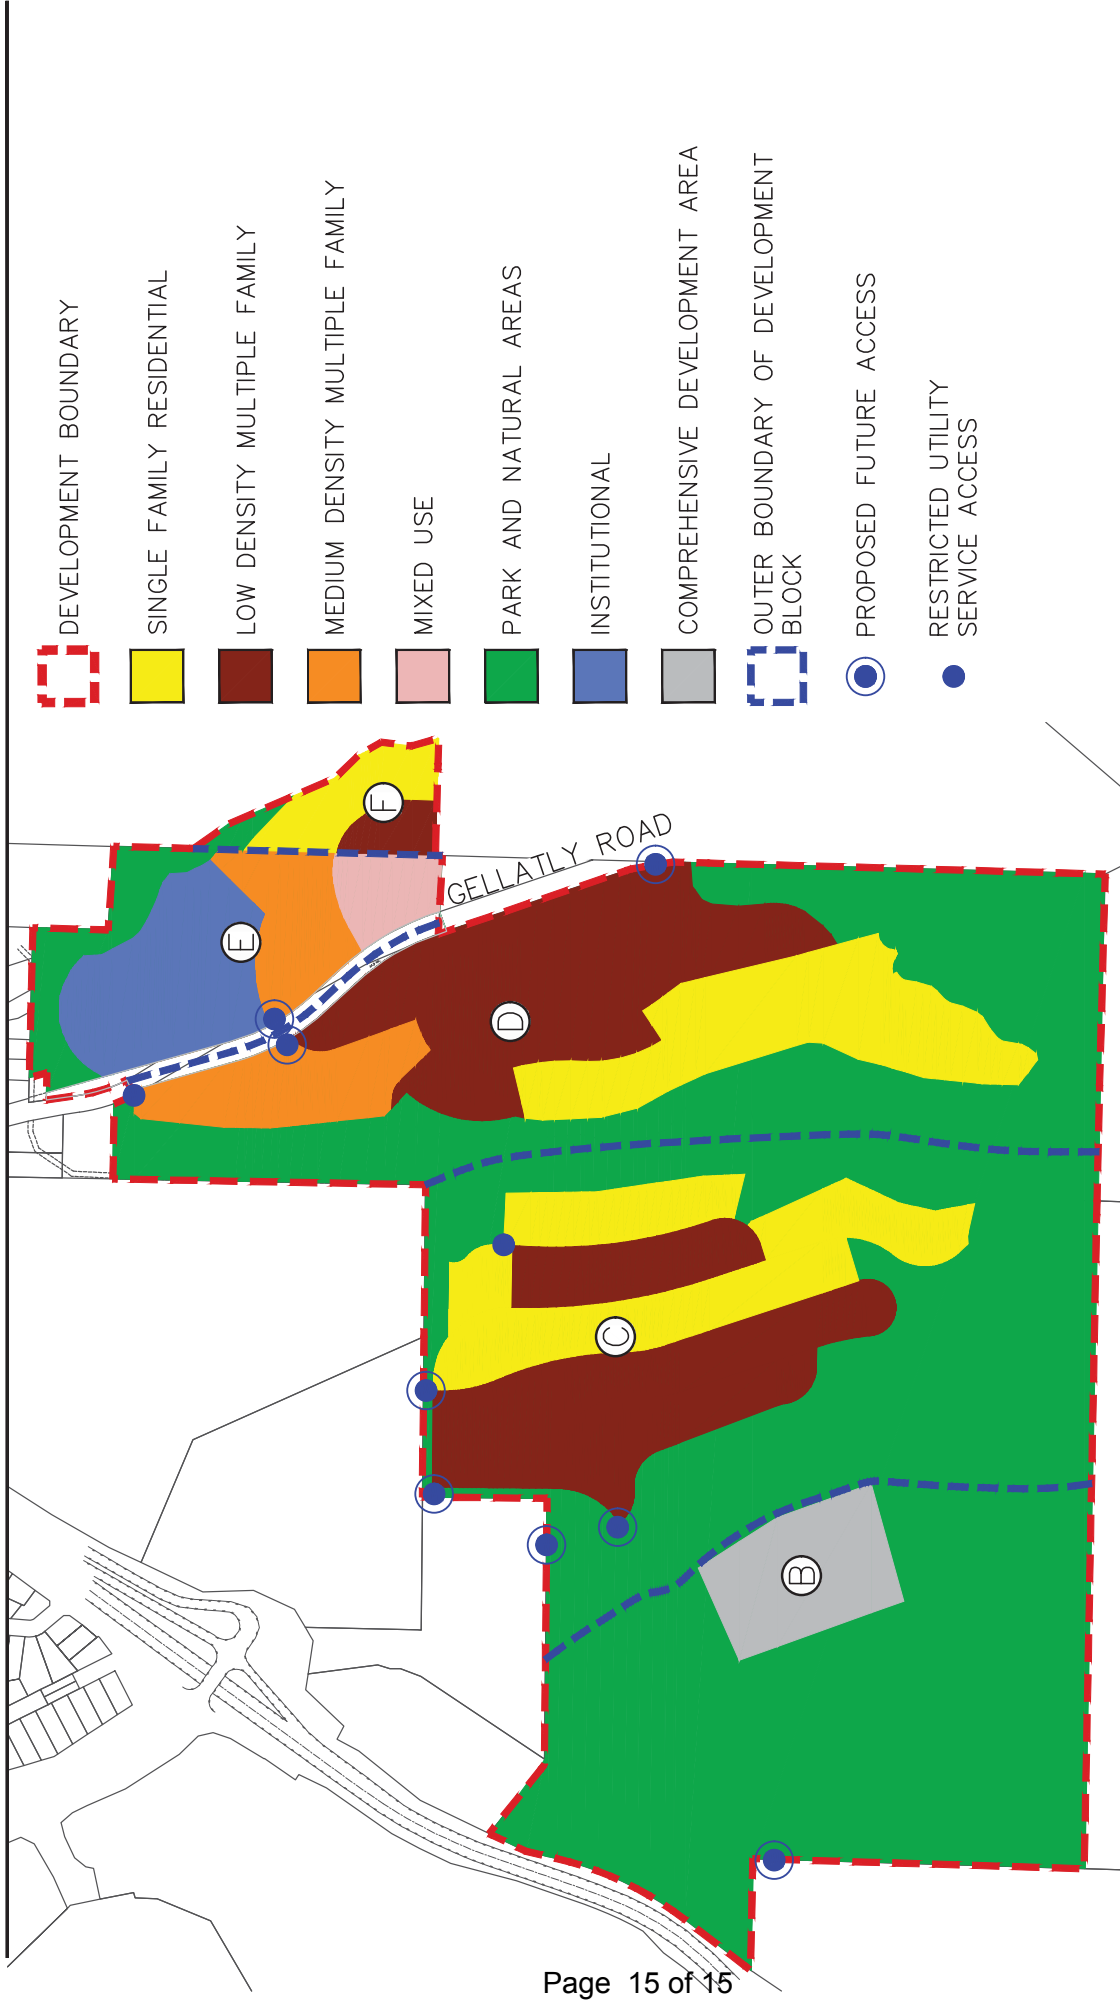 DEVELOPMENT BOUNDARY
SINGLE FAMILY RESIDENTIAL
LOW DENSITY MULTIPLE FAMILY
MEDIUM DENSITY MULTIPLE FAMILY
MIXED USE
PARK AND NATURAL AREAS
INSTITUTIONAL
COMPREHENSIVE DEVELOPMENT AREA
OUTER BOUNDARY OF DEVELOPMENT
BLOCK
PROPOSED FUTURE ACCESS
RESTRICTED UTILITY
SERVICE ACCESS
F
GELLATLY ROAD
E
D
C
B
Page 15 of 15